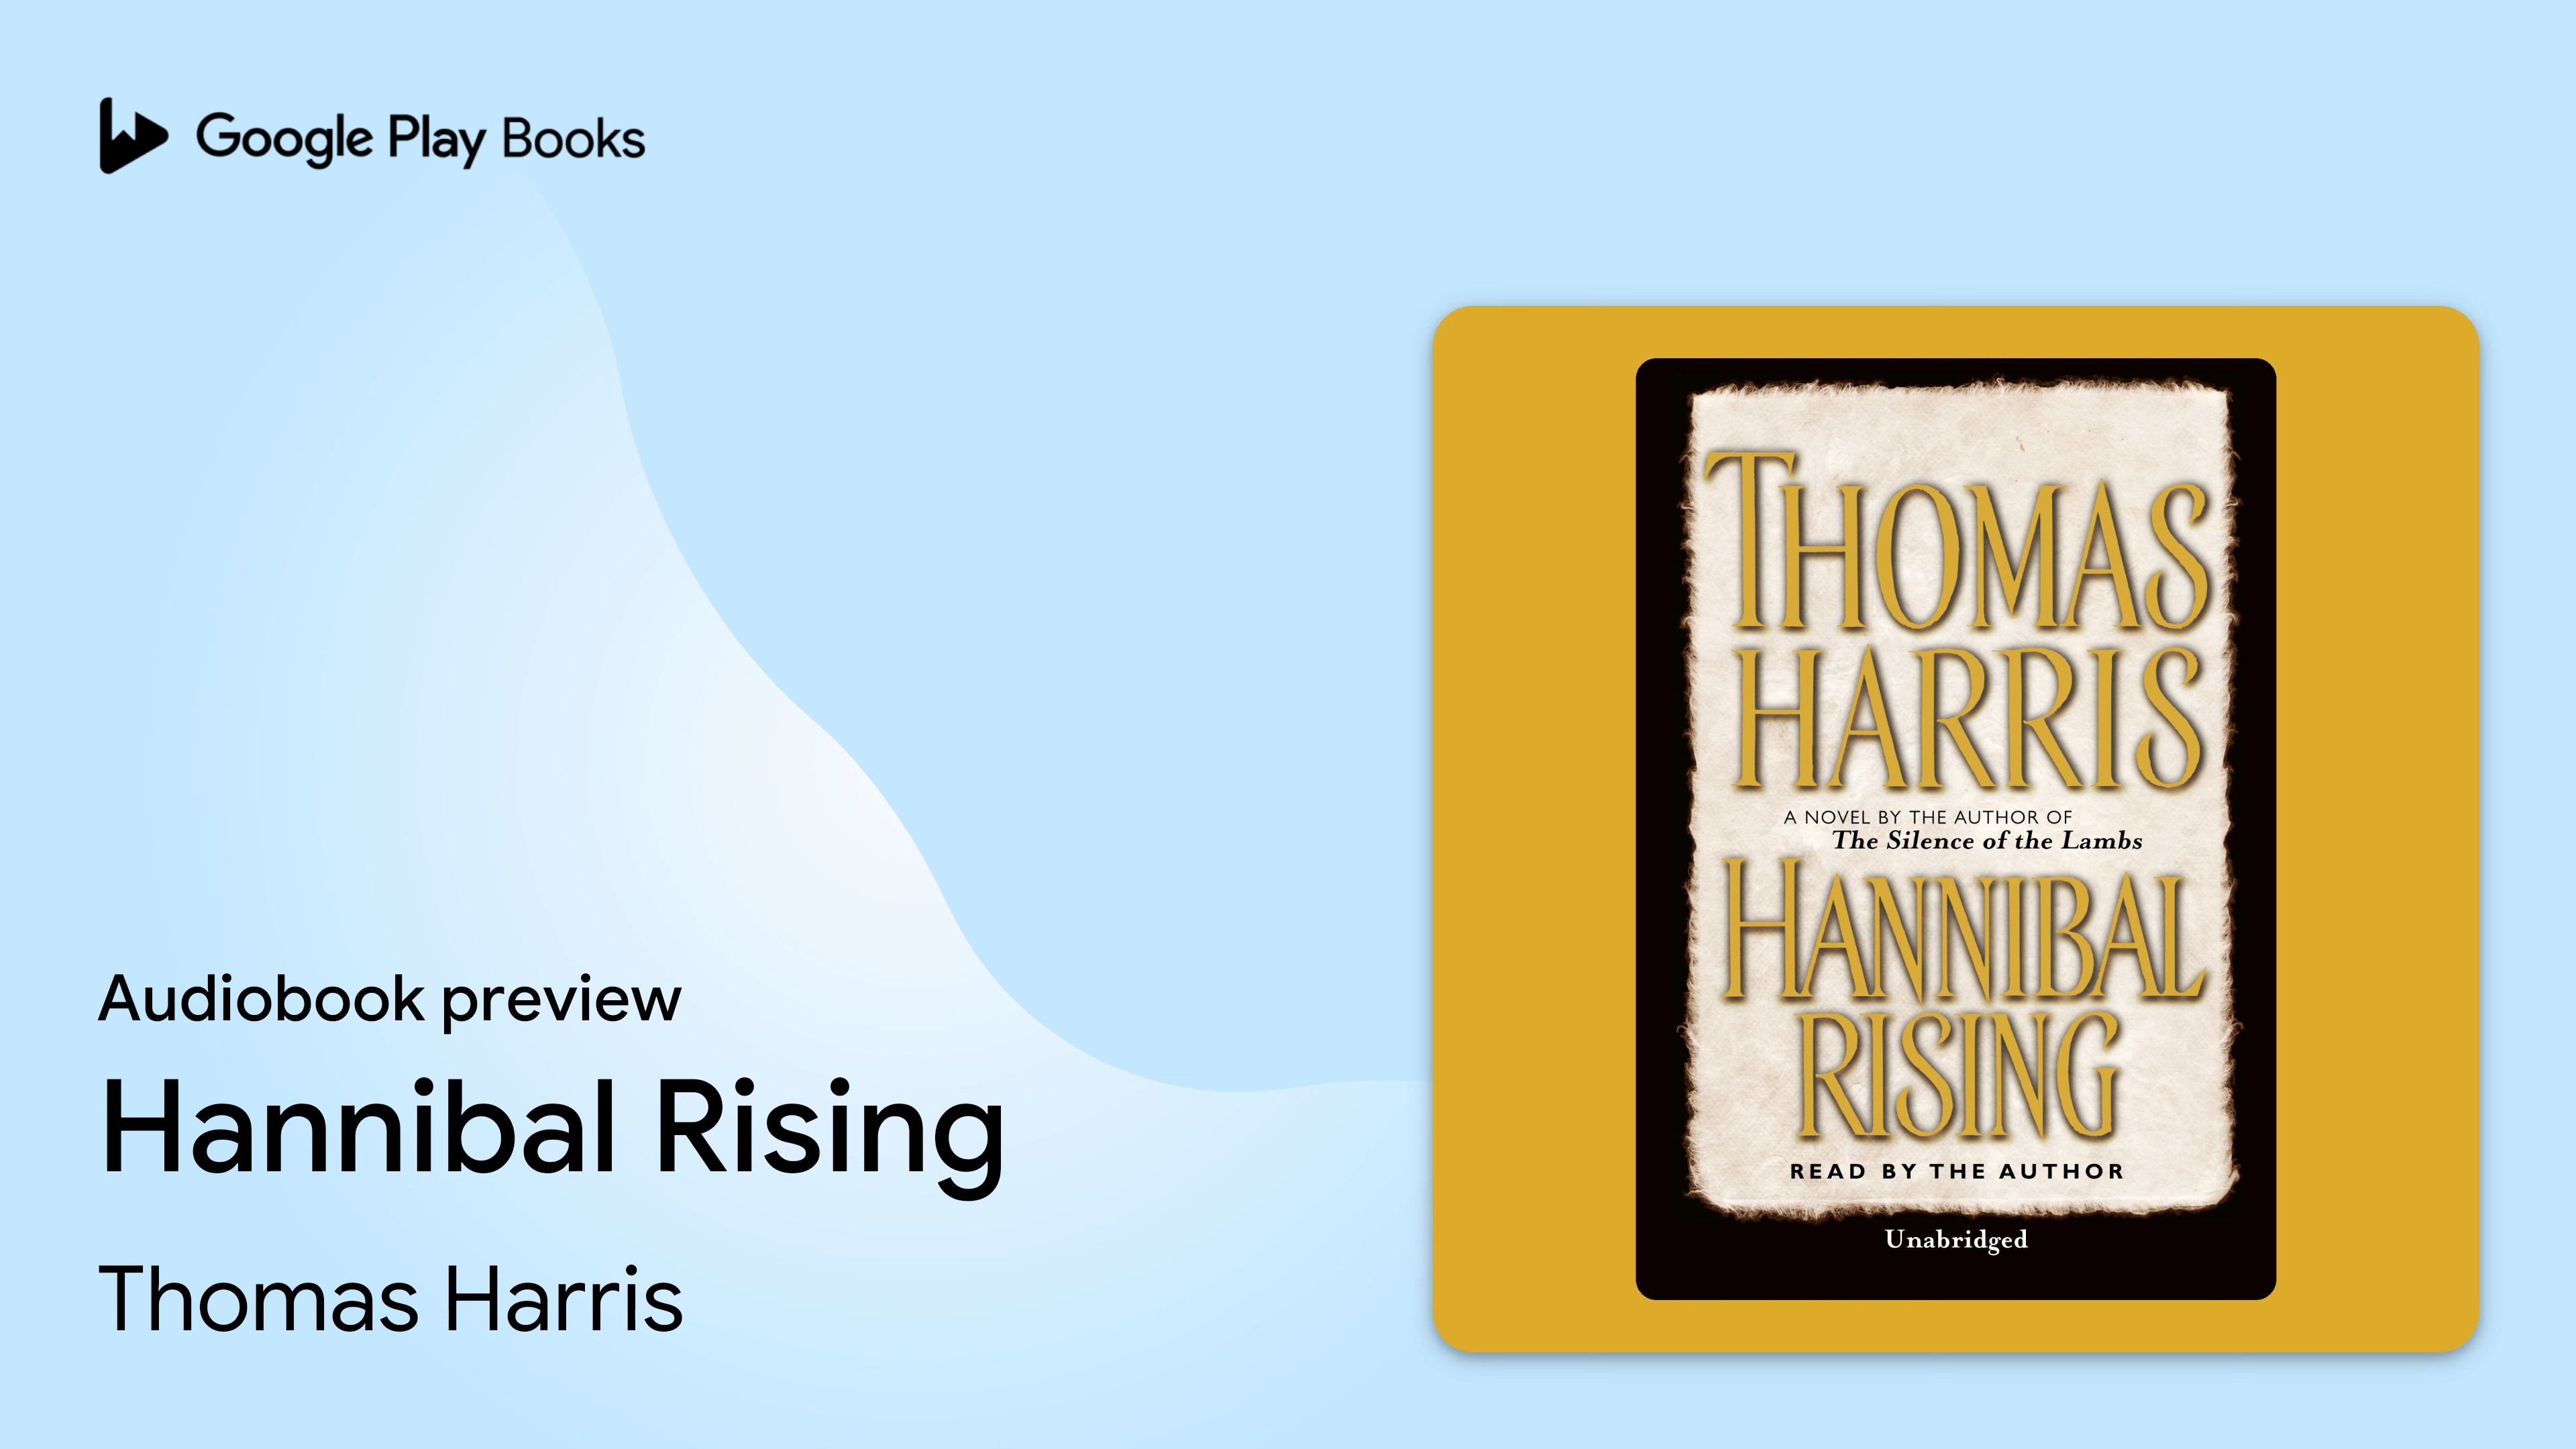 Google Play Books
Audiobook preview
Hannibal Rising
Thomas Harris
THOMAS
HARRIS
A NOVEL BY THE AUTHOR OF
The Silence of the Lambs
HANNIBAL
RISING
READ BY THE AUTHOR
Unabridged